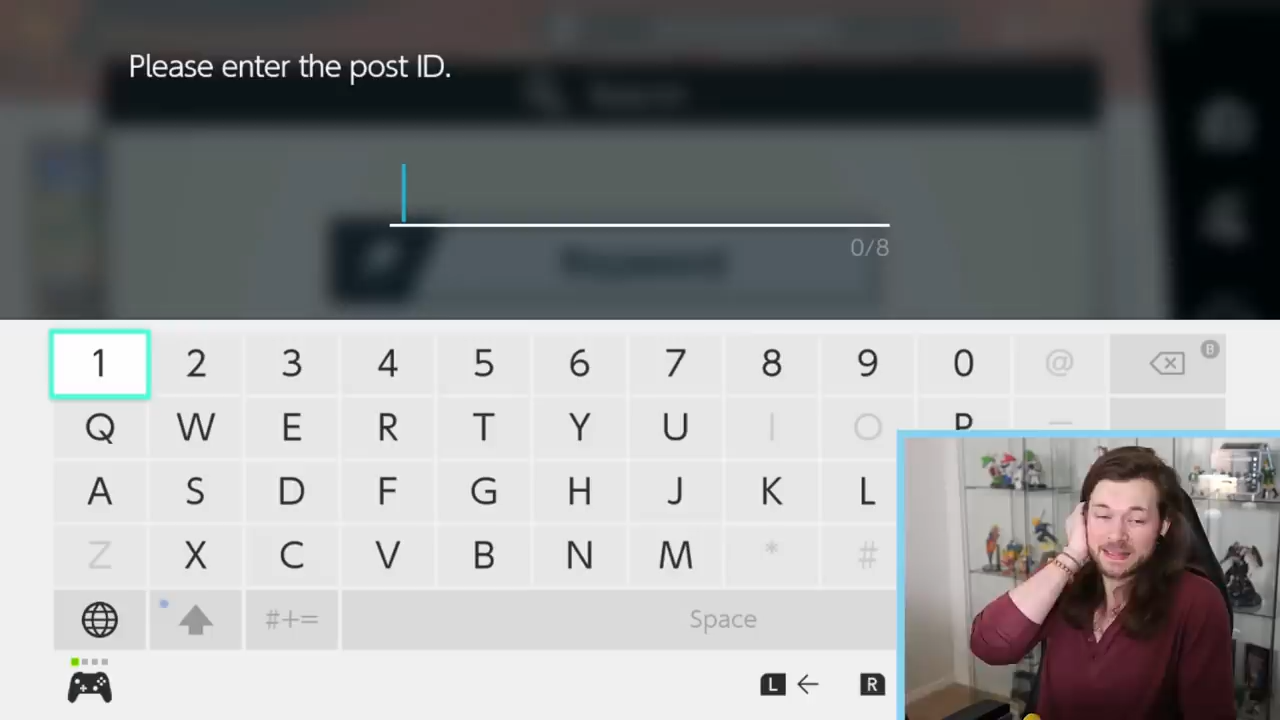 Please enter the post ID.
0/8
1 2 3 4 5 6 7 8 9 0 @ B
Q W E R T Y U I O P –
A S D F G H J K L
Z X C V B N M * #
#+= Space
L ← R